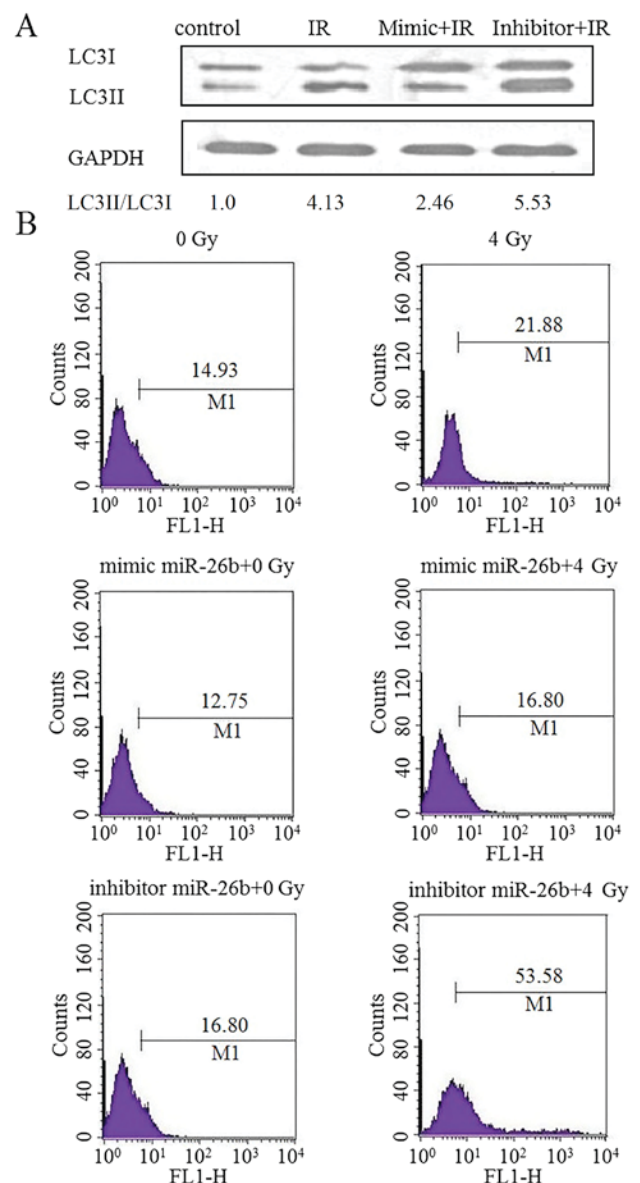 A
control IR Mimic+IR Inhibitor+IR
LC3I
LC3II
GAPDH
LC3II/LC3I 1.0 4.13 2.46 5.53
B
0 Gy
200
160
120
80
40
0
Counts
14.93
M1
10^0 10^1 10^2 10^3 10^4
FL1-H
4 Gy
200
160
120
80
40
0
Counts
21.88
M1
10^0 10^1 10^2 10^3 10^4
FL1-H
mimic miR-26b+0 Gy
200
160
120
80
40
0
Counts
12.75
M1
10^0 10^1 10^2 10^3 10^4
FL1-H
mimic miR-26b+4 Gy
200
160
120
80
40
0
Counts
16.80
M1
10^0 10^1 10^2 10^3 10^4
FL1-H
inhibitor miR-26b+0 Gy
200
160
120
80
40
0
Counts
16.80
M1
10^0 10^1 10^2 10^3 10^4
FL1-H
inhibitor miR-26b+4 Gy
200
160
120
80
40
0
Counts
53.58
M1
10^0 10^1 10^2 10^3 10^4
FL1-H